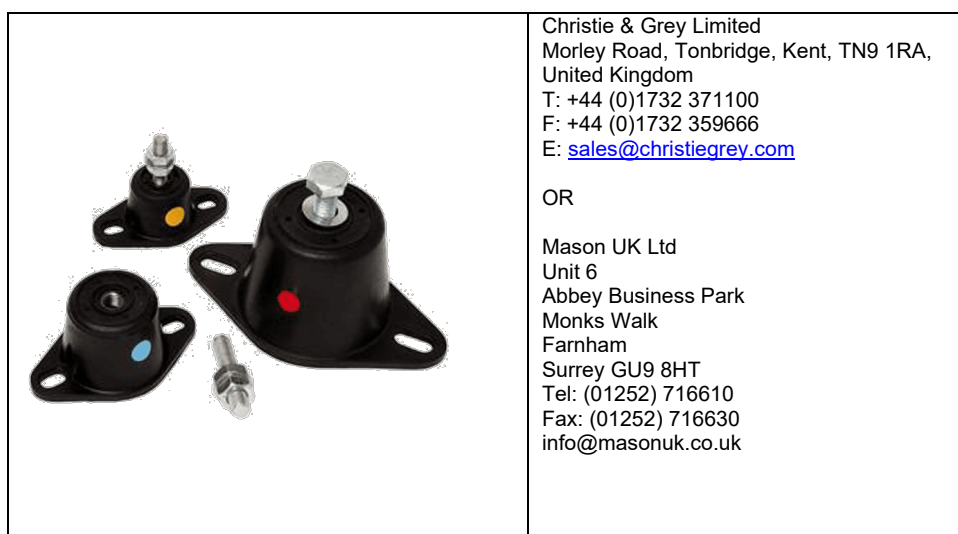 Christie & Grey Limited
Morley Road, Tonbridge, Kent, TN9 1RA,
United Kingdom
T: +44 (0)1732 371100
F: +44 (0)1732 359666
E: sales@christiegrey.com
OR
Mason UK Ltd
Unit 6
Abbey Business Park
Monks Walk
Farnham
Surrey GU9 8HT
Tel: (01252) 716610
Fax: (01252) 716630
info@masonuk.co.uk